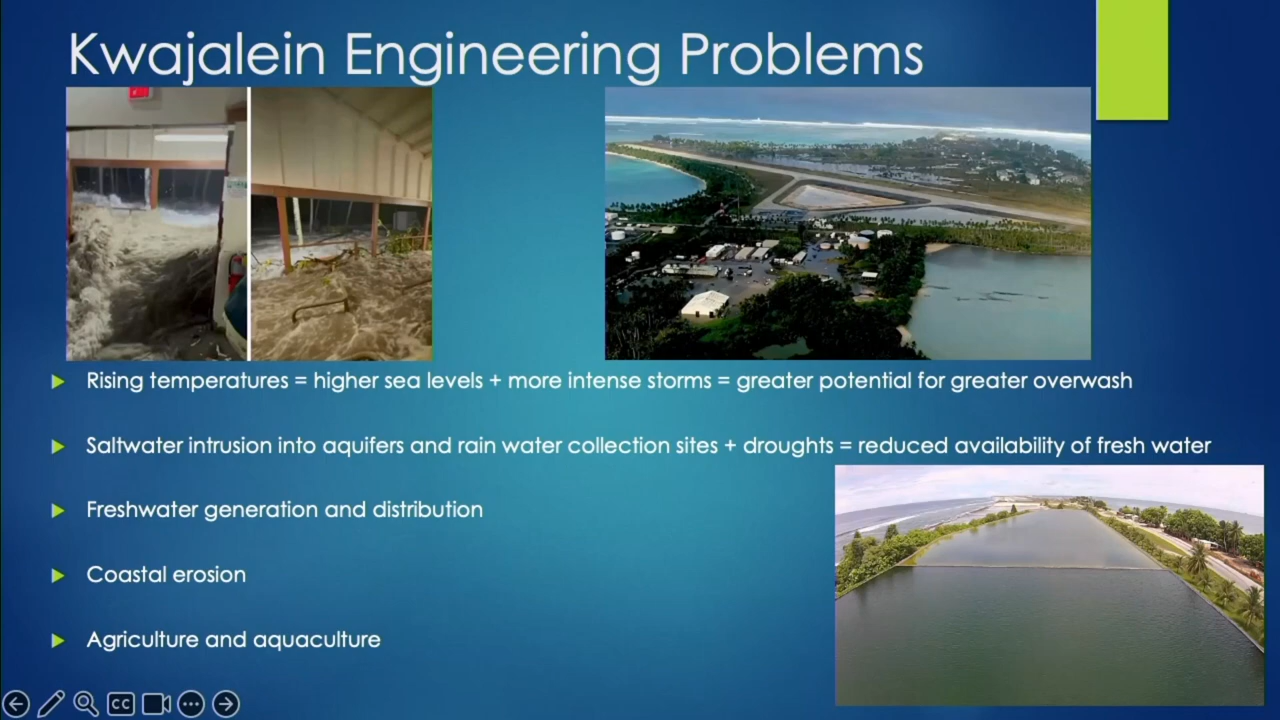 Kwajalein Engineering Problems
Rising temperatures = higher sea levels + more intense storms = greater potential for greater overwash
Saltwater intrusion into aquifers and rain water collection sites + droughts = reduced availability of fresh water
Freshwater generation and distribution
Coastal erosion
Agriculture and aquaculture
CC